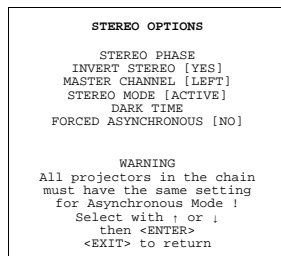 STEREO OPTIONS
STEREO PHASE
INVERT STEREO [YES]
MASTER CHANNEL [LEFT]
STEREO MODE [ACTIVE]
DARK TIME
FORCED ASYNCHRONOUS [NO]
WARNING
All projectors in the chain
must have the same setting
for Asynchronous Mode !
Select with ↑ or ↓
then <ENTER>
<EXIT> to return